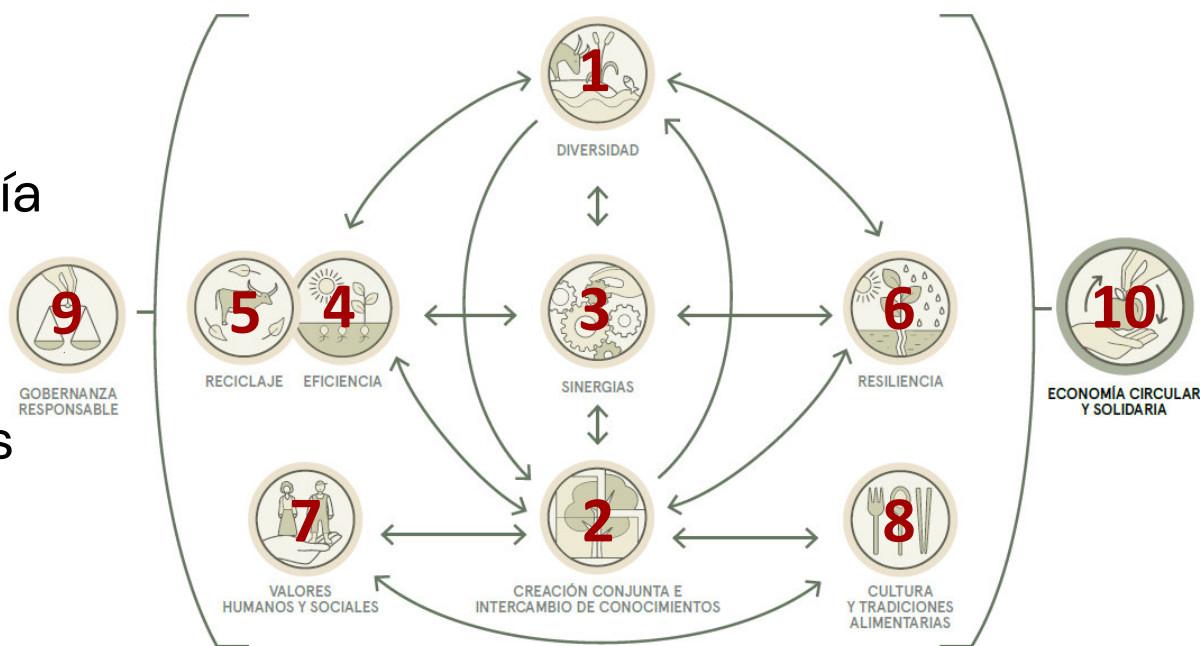 1
DIVERSIDAD
ía
9
5
4
3
6
10
RECICLAJE
EFICIENCIA
SINERGIAS
RESILIENCIA
GOBERNANZA
RESPONSABLE
ECONOMÍA CIRCULAR
Y SOLIDARIA
s
7
2
8
VALORES
HUMANOS Y SOCIALES
CREACIÓN CONJUNTA E
INTERCAMBIO DE CONOCIMIENTOS
CULTURA
Y TRADICIONES
ALIMENTARIAS